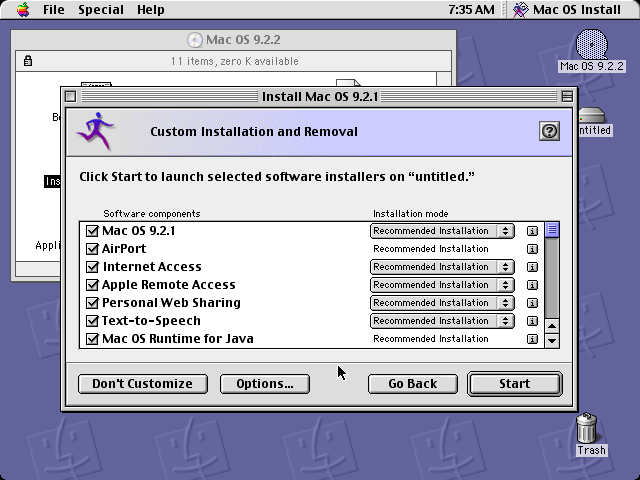 File Special Help 7:35 AM Mac OS Install
Mac OS 9.2.2
11 items, zero K available
Mac OS 9.2.2
Install Mac OS 9.2.1
Custom Installation and Removal
?
Click Start to launch selected software installers on “untitled.”
Software components Installation mode
Mac OS 9.2.1 Recommended Installation
AirPort Recommended Installation
Internet Access Recommended Installation
Apple Remote Access Recommended Installation
Personal Web Sharing Recommended Installation
Text-to-Speech Recommended Installation
Mac OS Runtime for Java Recommended Installation
Don't Customize Options... Go Back Start
Trash